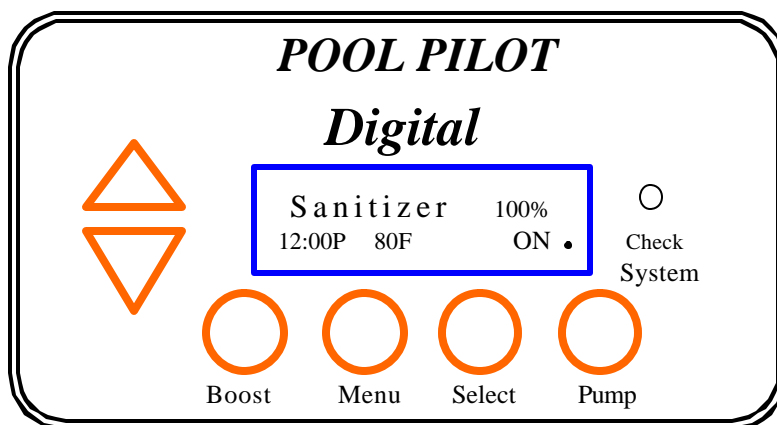 POOL PILOT
Digital
Sanitizer 100%
12:00P 80F ON .
Check
System
Boost Menu Select Pump